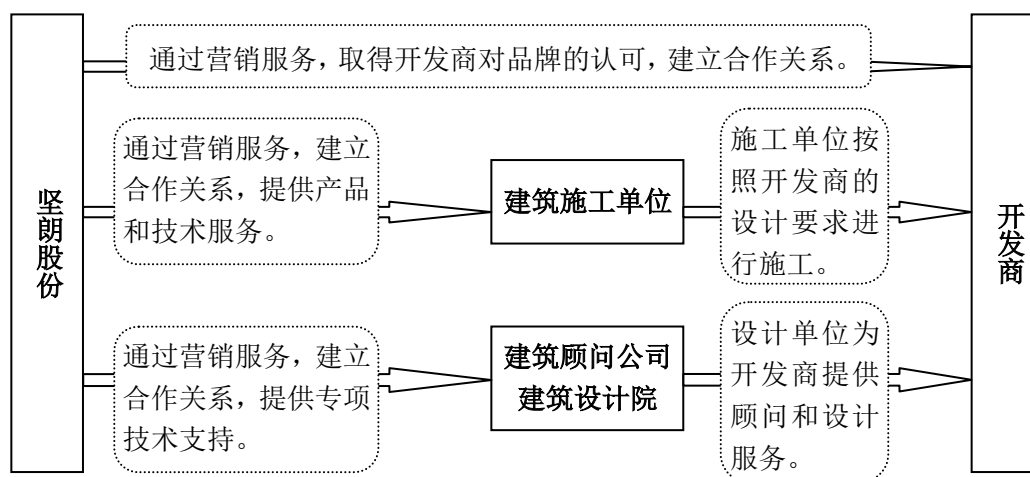 通过营销服务，取得开发商对品牌的认可，建立合作关系。
坚朗股份
通过营销服务，建立
合作关系，提供产品
和技术服务。
建筑施工单位
施工单位按
照开发商的
设计要求进
行施工。
开发商
通过营销服务，建立
合作关系，提供专项
技术支持。
建筑顾问公司
建筑设计院
设计单位为
开发商提供
顾问和设计
服务。